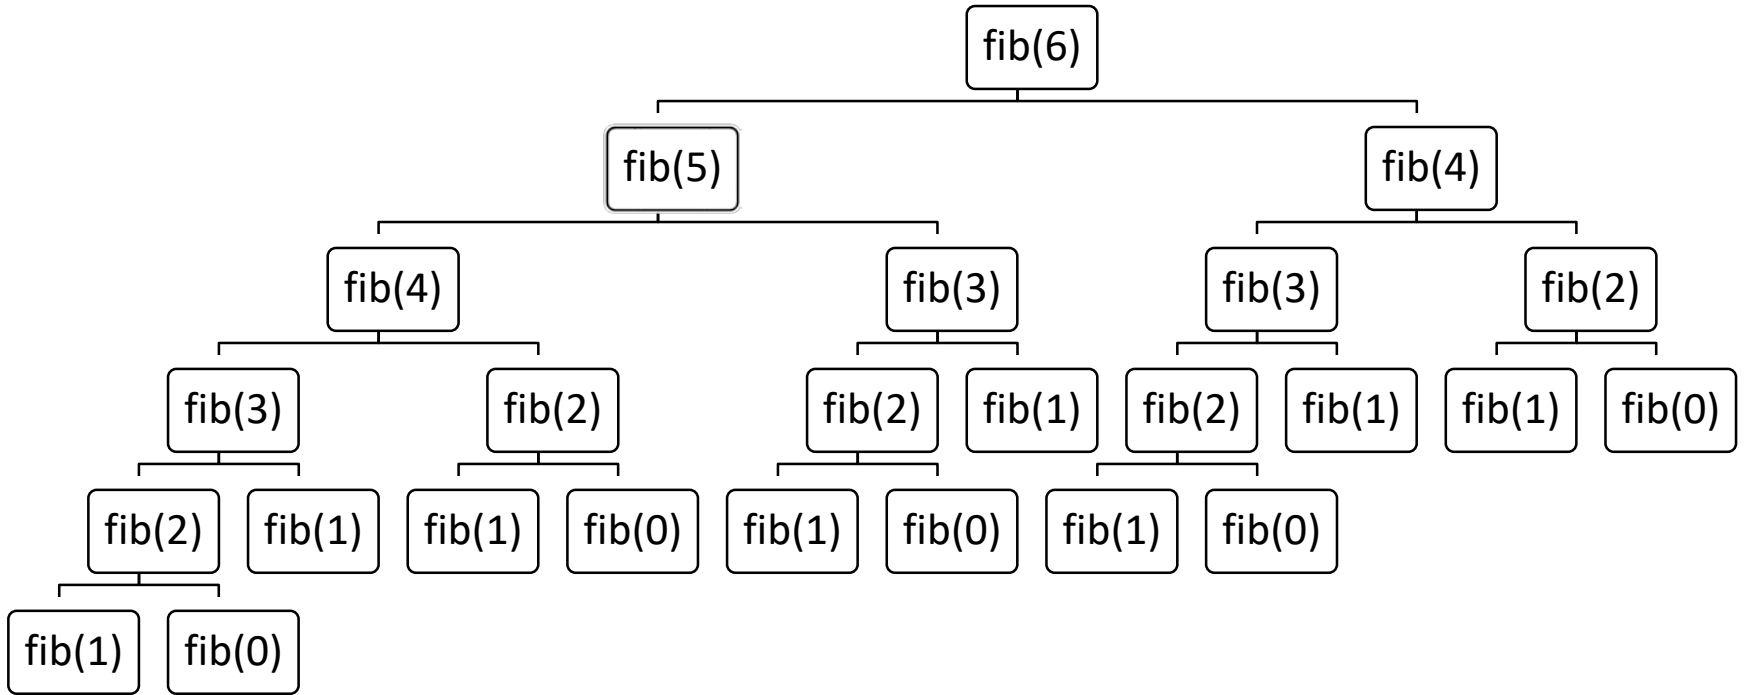 fib(6)
fib(5) fib(4)
fib(4) fib(3) fib(3) fib(2)
fib(3) fib(2) fib(2) fib(1) fib(2) fib(1) fib(1) fib(0)
fib(2) fib(1) fib(1) fib(0) fib(1) fib(0) fib(1) fib(0)
fib(1) fib(0)